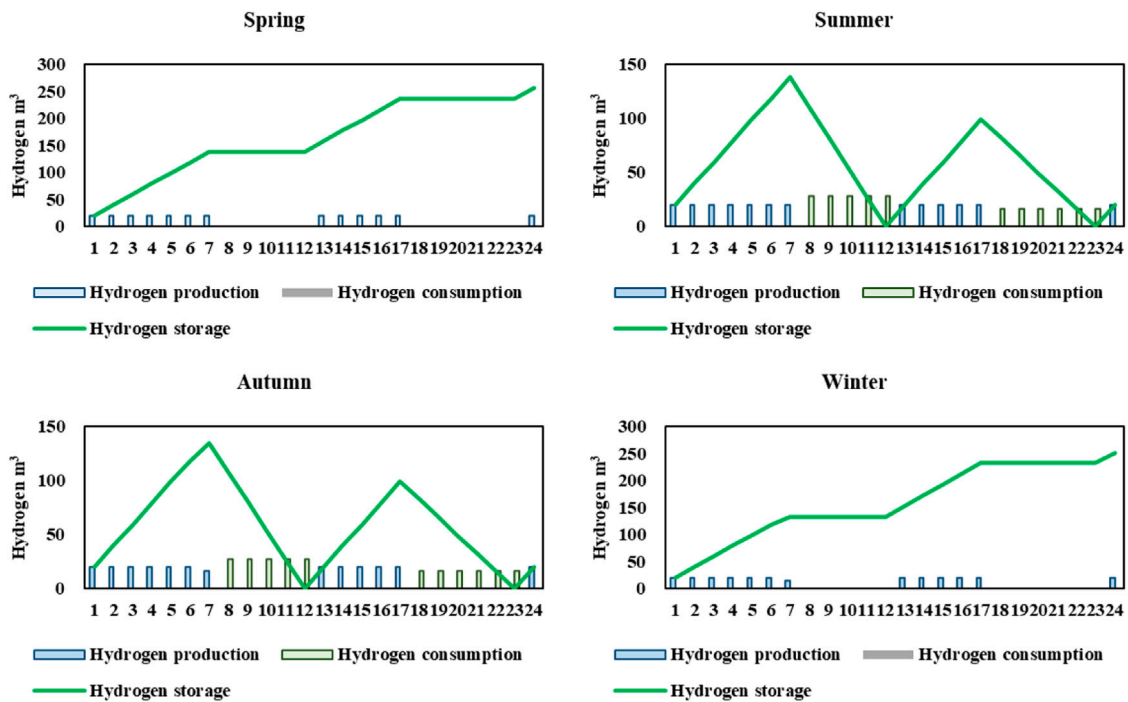 Spring
Hydrogen m³
300
250
200
150
100
50
0
1 2 3 4 5 6 7 8 9 10 11 12 13 14 15 16 17 18 19 20 21 22 23 24
Hydrogen production
Hydrogen consumption
Hydrogen storage
Summer
Hydrogen m³
150
100
50
0
1 2 3 4 5 6 7 8 9 10 11 12 13 14 15 16 17 18 19 20 21 22 23 24
Hydrogen production
Hydrogen consumption
Hydrogen storage
Autumn
Hydrogen m³
150
100
50
0
1 2 3 4 5 6 7 8 9 10 11 12 13 14 15 16 17 18 19 20 21 22 23 24
Hydrogen production
Hydrogen consumption
Hydrogen storage
Winter
Hydrogen m³
300
250
200
150
100
50
0
1 2 3 4 5 6 7 8 9 10 11 12 13 14 15 16 17 18 19 20 21 22 23 24
Hydrogen production
Hydrogen consumption
Hydrogen storage